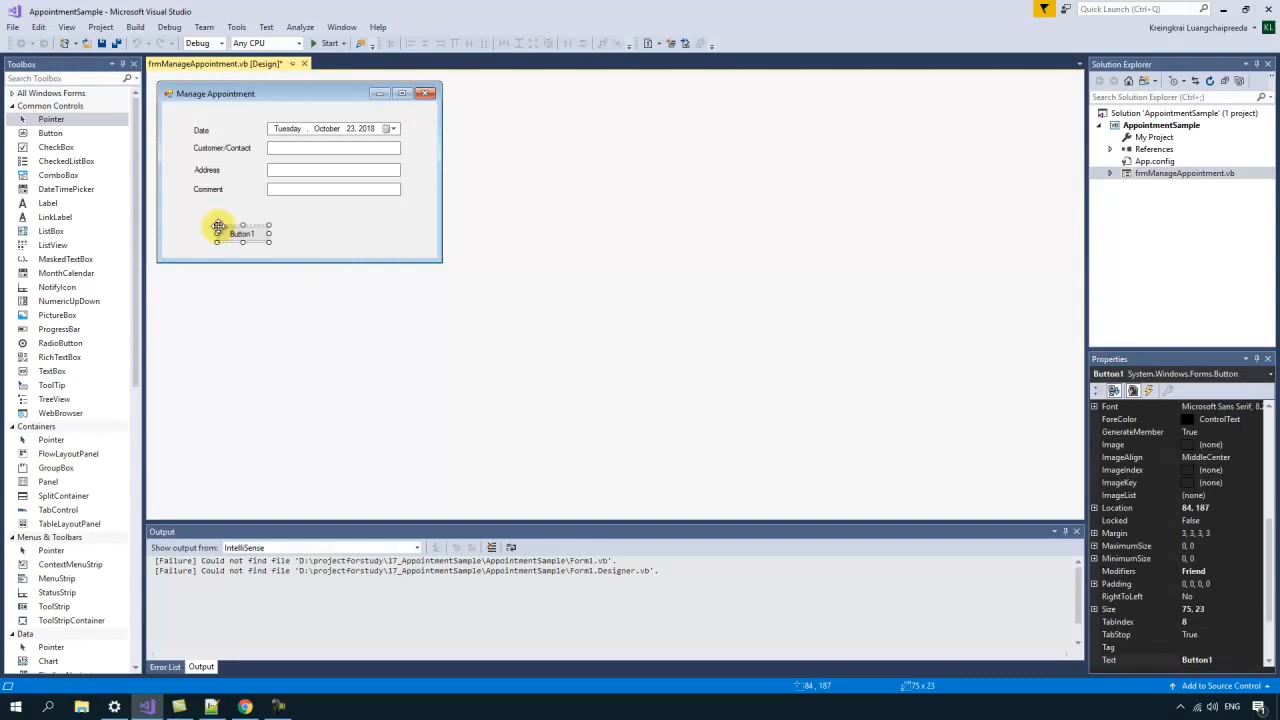 AppointmentSample - Microsoft Visual Studio
Quick Launch (Ctrl+Q)
File Edit View Project Build Debug Team Tools Test Analyze Window Help
Kreingkrai Luangchaipreeda KL
Debug Any CPU Start
Toolbox
Search Toolbox
All Windows Forms
Common Controls
Pointer
Button
CheckBox
CheckedListBox
ComboBox
DateTimePicker
Label
LinkLabel
ListBox
ListView
MaskedTextBox
MonthCalendar
NotifyIcon
NumericUpDown
PictureBox
ProgressBar
RadioButton
RichTextBox
TextBox
ToolTip
TreeView
WebBrowser
Containers
Pointer
FlowLayoutPanel
GroupBox
Panel
SplitContainer
TabControl
TableLayoutPanel
Menus & Toolbars
Pointer
ContextMenuStrip
MenuStrip
StatusStrip
ToolStrip
ToolStripContainer
Data
Pointer
Chart
frmManageAppointment.vb [Design]*
Manage Appointment
Date Tuesday , October 23, 2018
Customer/Contact
Address
Comment
Button1
Output
Show output from: IntelliSense
[Failure] Could not find file 'D:\projectforstudy\17_AppointmentSample\AppointmentSample\Form1.vb'.
[Failure] Could not find file 'D:\projectforstudy\17_AppointmentSample\AppointmentSample\Form1.Designer.vb'.
Error List Output
Solution Explorer
Search Solution Explorer (Ctrl+;)
Solution 'AppointmentSample' (1 project)
AppointmentSample
My Project
References
App.config
frmManageAppointment.vb
Properties
Button1 System.Windows.Forms.Button
Font Microsoft Sans Serif, 8.2
ForeColor ControlText
GenerateMember True
Image (none)
ImageAlign MiddleCenter
ImageIndex (none)
ImageKey (none)
ImageList (none)
Location 84, 187
Locked False
Margin 3, 3, 3, 3
MaximumSize 0, 0
MinimumSize 0, 0
Modifiers Friend
Padding 0, 0, 0, 0
RightToLeft No
Size 75, 23
TabIndex 8
TabStop True
Tag
Text Button1
84 , 187 75 x 23 Add to Source Control
ENG